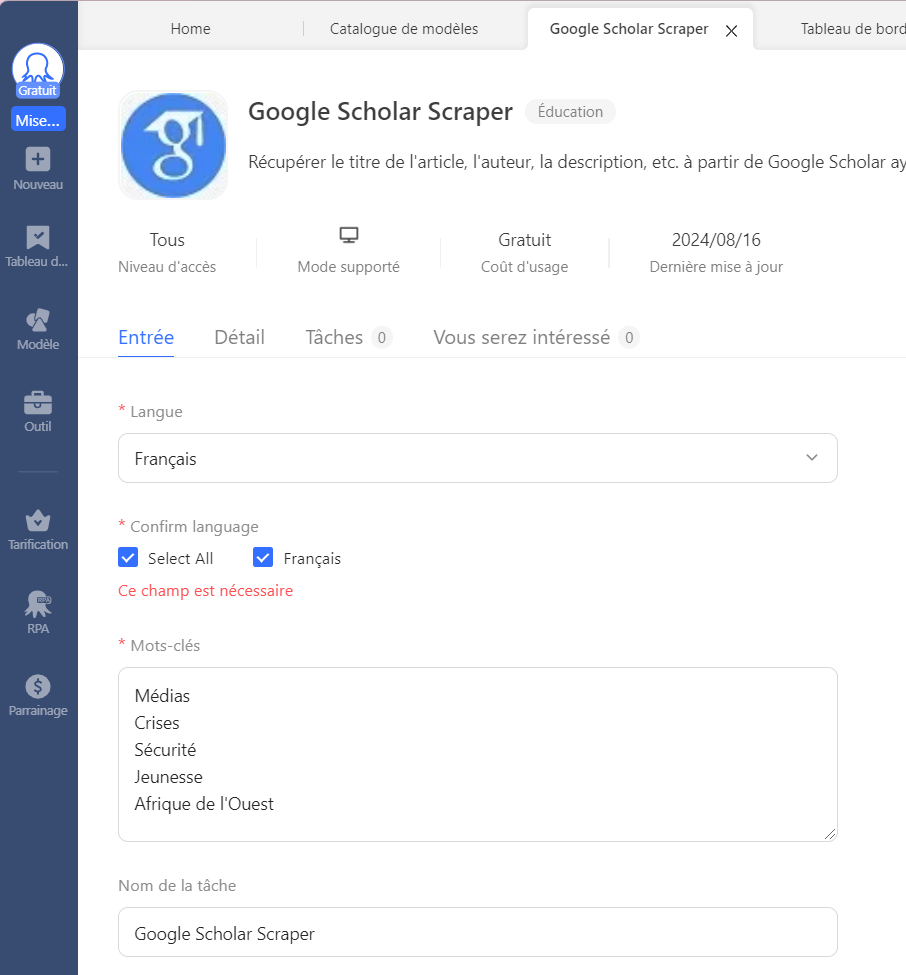 Home
Catalogue de modèles
Google Scholar Scraper
Tableau de bord
Gratuit
Mise...
Nouveau
Tableau d...
Modèle
Outil
Tarification
RPA
RPA
Parrainage
Google Scholar Scraper Éducation
Récupérer le titre de l'article, l'auteur, la description, etc. à partir de Google Scholar ay
Tous
Niveau d'accès
Mode supporté
Gratuit
Coût d'usage
2024/08/16
Dernière mise à jour
Entrée Détail Tâches 0 Vous serez intéressé 0
* Langue
Français
* Confirm language
Select All Français
Ce champ est nécessaire
* Mots-clés
Médias
Crises
Sécurité
Jeunesse
Afrique de l'Ouest
Nom de la tâche
Google Scholar Scraper